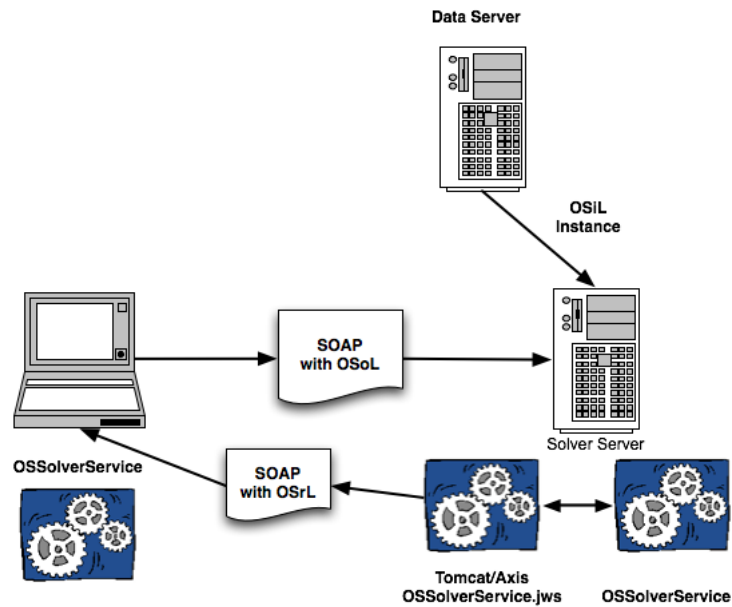 Data Server
OSiL
Instance
SOAP
with OSoL
Solver Server
OSSolverService
SOAP
with OSrL
Tomcat/Axis
OSSolverService.jws
OSSolverService